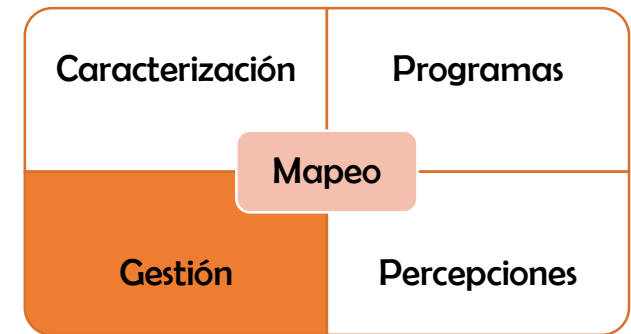 Caracterización
Programas
Mapeo
Gestión
Percepciones